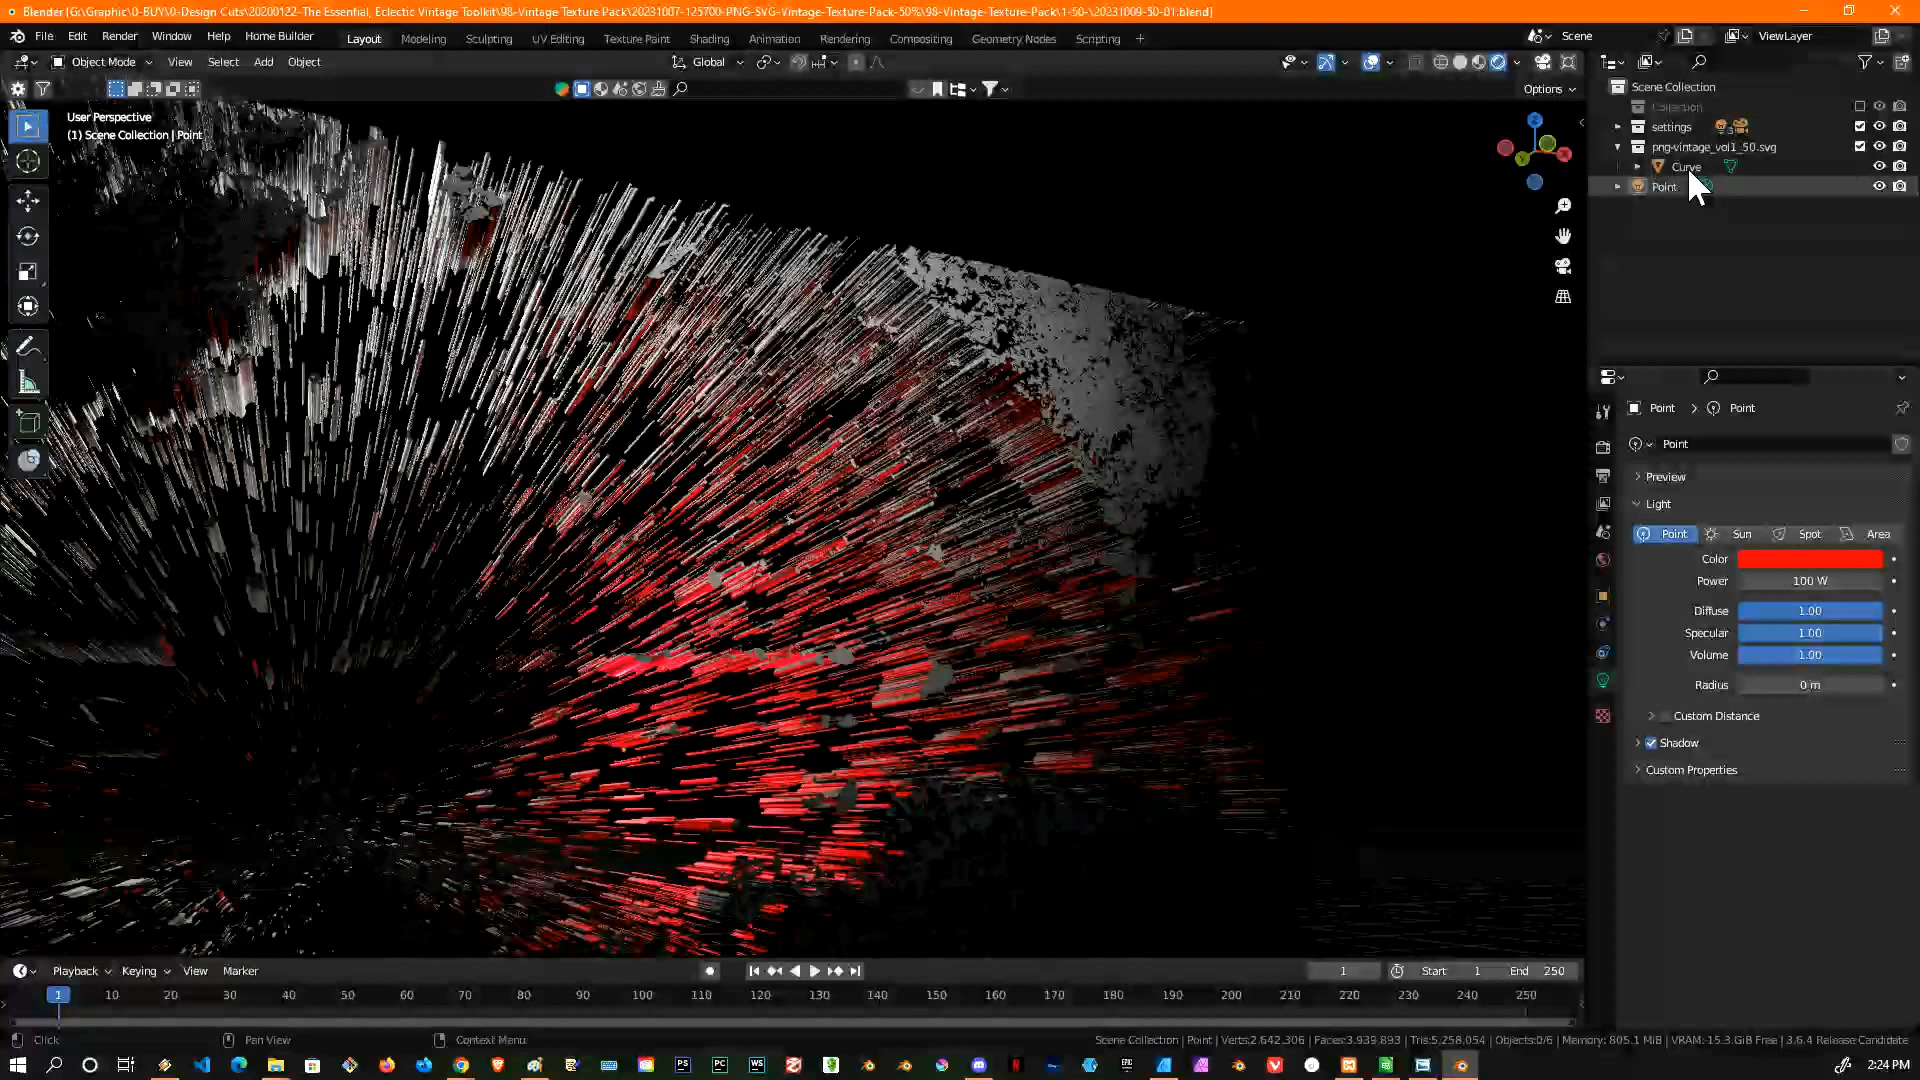 Blender [G:\Graphic\0-BUY\0-Design Cuts\20200122-The Essential, Eclectic Vintage Toolkit\98-Vintage-Texture-Pack\20231007-125700-PNG-SVG-Vintage-Texture-Pack-50%\98-Vintage-Texture-Pack\1-50-\20231009-50-01.blend]
File Edit Render Window Help Home Builder Layout Modeling Sculpting UV Editing Texture Paint Shading Animation Rendering Compositing Geometry Nodes Scripting + Scene ViewLayer
Object Mode View Select Add Object Global
Options
User Perspective
(1) Scene Collection | Point
Scene Collection
Collection
settings 3
png-vintage_vol1_50.svg
Curve
Point
Point > Point
Point
Preview
Light
Point Sun Spot Area
Color
Power 100 W
Diffuse 1.00
Specular 1.00
Volume 1.00
Radius 0 m
Custom Distance
Shadow
Custom Properties
Playback Keying View Marker 1 Start 1 End 250
1 10 20 30 40 50 60 70 80 90 100 110 120 130 140 150 160 170 180 190 200 210 220 230 240 250
Click Pan View Context Menu Scene Collection | Point | Verts:2,642,306 | Faces:3,939,893 | Tris:5,258,054 | Objects:0/6 | Memory: 805.1 MiB | VRAM: 15.3 GiB Free | 3.6.4 Release Candidate
PS PC WS 2:24 PM